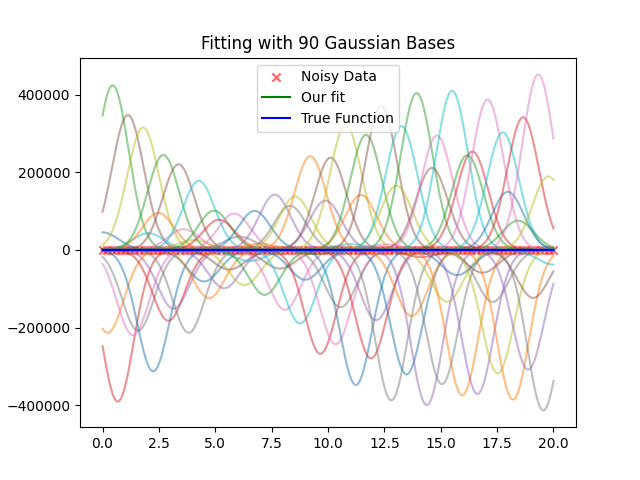 Fitting with 90 Gaussian Bases
Noisy Data
Our fit
True Function
400000
200000
0
−200000
−400000
0.0 2.5 5.0 7.5 10.0 12.5 15.0 17.5 20.0